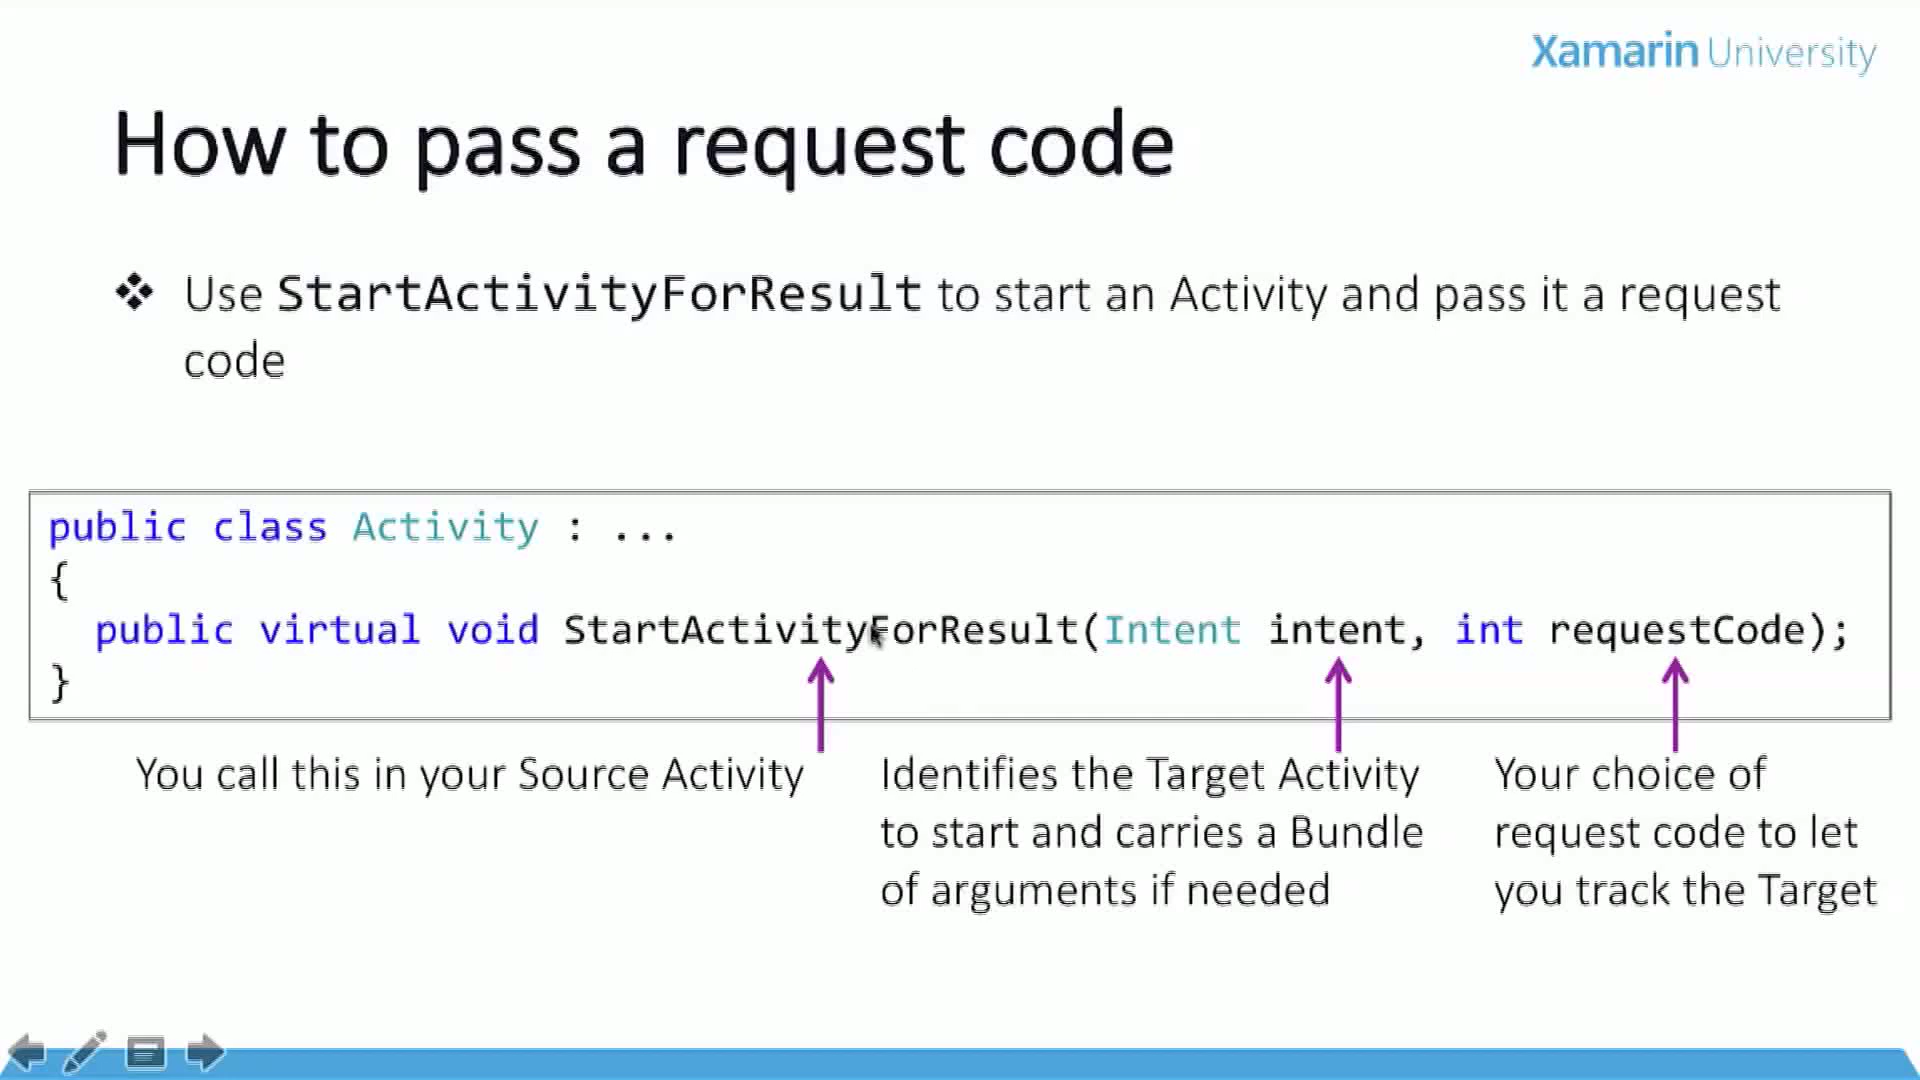 Xamarin University
How to pass a request code
❖ Use StartActivityForResult to start an Activity and pass it a request
code
public class Activity : ...
{
public virtual void StartActivityForResult(Intent intent, int requestCode);
}
You call this in your Source Activity
Identifies the Target Activity
to start and carries a Bundle
of arguments if needed
Your choice of
request code to let
you track the Target